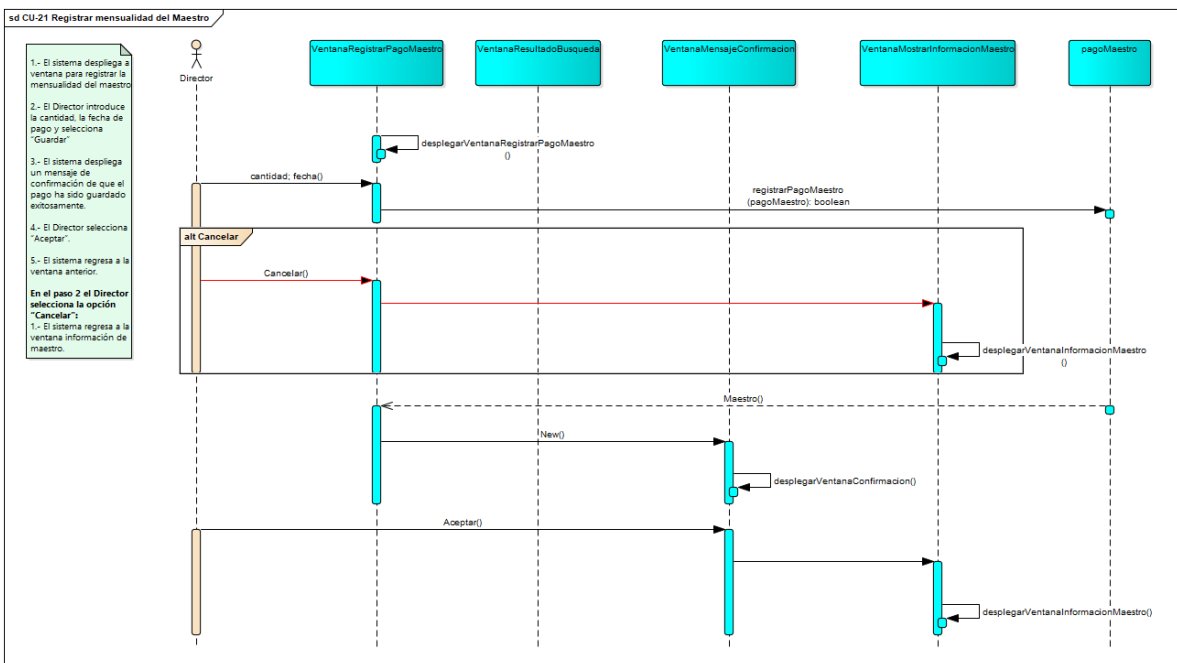 sd CU-21 Registrar mensualidad del Maestro
1.- El sistema despliega a
ventana para registrar la
mensualidad del maestro
2.- El Director introduce
la cantidad, la fecha de
pago y selecciona
"Guardar"
3.- El sistema despliega
un mensaje de
confirmación de que el
pago ha sido guardado
exitosamente.
4.- El Director selecciona
"Aceptar".
5.- El sistema regresa a la
ventana anterior.
En el paso 2 el Director
selecciona la opción
"Cancelar":
1.- El sistema regresa a la
ventana información de
maestro.
Director
VentanaRegistrarPagoMaestro
VentanaResultadoBusqueda
VentanaMensajeConfirmacion
VentanaMostrarInformacionMaestro
pagoMaestro
desplegarVentanaRegistrarPagoMaestro
()
cantidad; fecha()
registrarPagoMaestro
(pagoMaestro): boolean
alt Cancelar
Cancelar()
desplegarVentanaInformacionMaestro
()
Maestro()
New()
desplegarVentanaConfirmacion()
Aceptar()
desplegarVentanaInformacionMaestro()